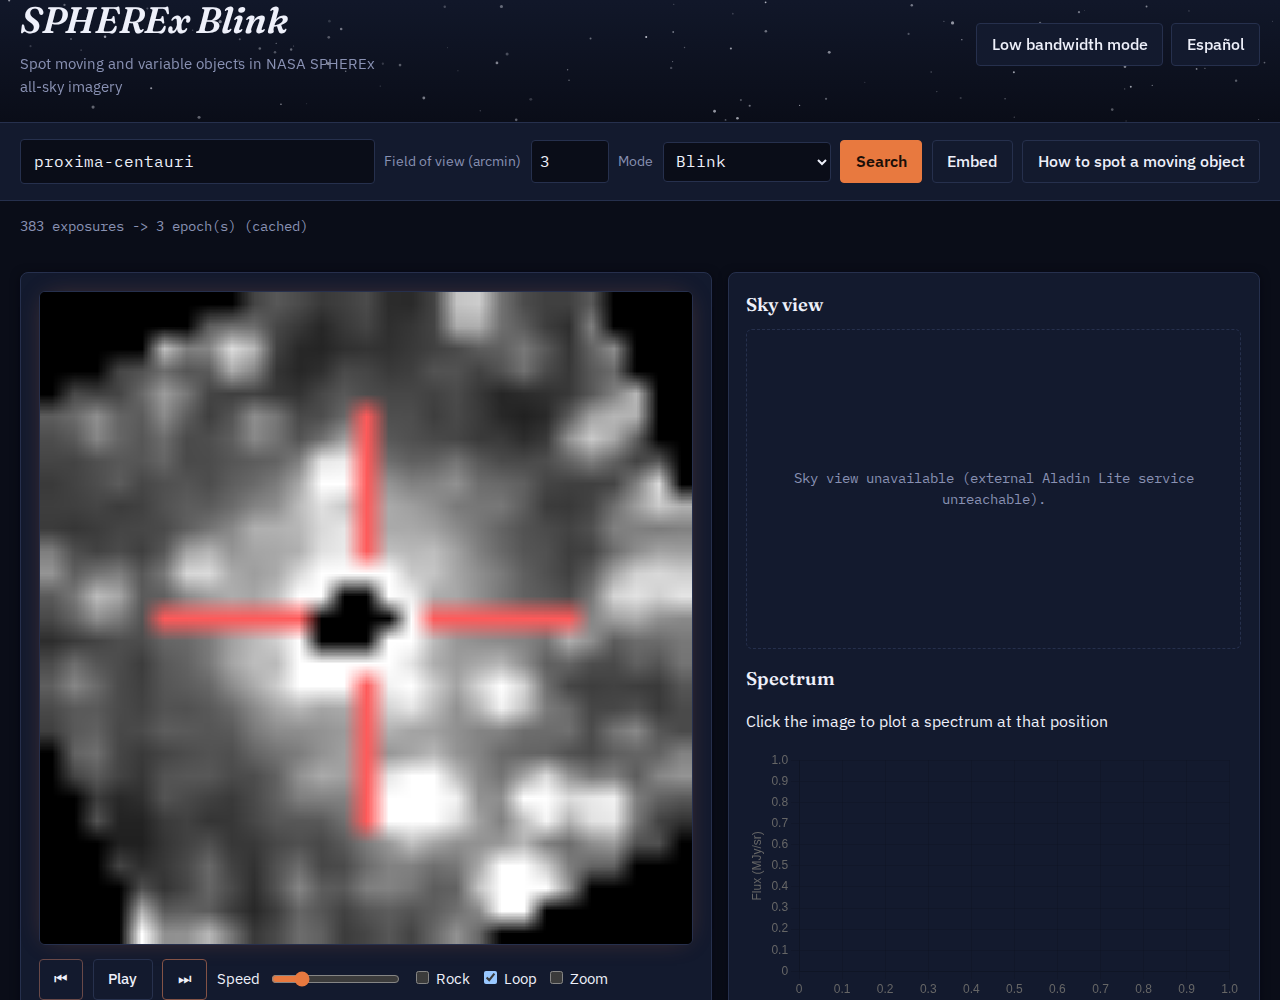 SPHEREx Blink
Spot moving and variable objects in NASA SPHEREx
all-sky imagery
Low bandwidth mode
Español
proxima-centauri
Field of view (arcmin)
3
Mode
Blink
Search
Embed
How to spot a moving object
383 exposures -> 3 epoch(s) (cached)
Sky view
Sky view unavailable (external Aladin Lite service
unreachable).
Spectrum
Click the image to plot a spectrum at that position
Flux (MJy/sr)
1.0
0.9
0.8
0.7
0.6
0.5
0.4
0.3
0.2
0.1
0
0 0.1 0.2 0.3 0.4 0.5 0.6 0.7 0.8 0.9 1.0
Play
Speed
Rock
Loop
Zoom